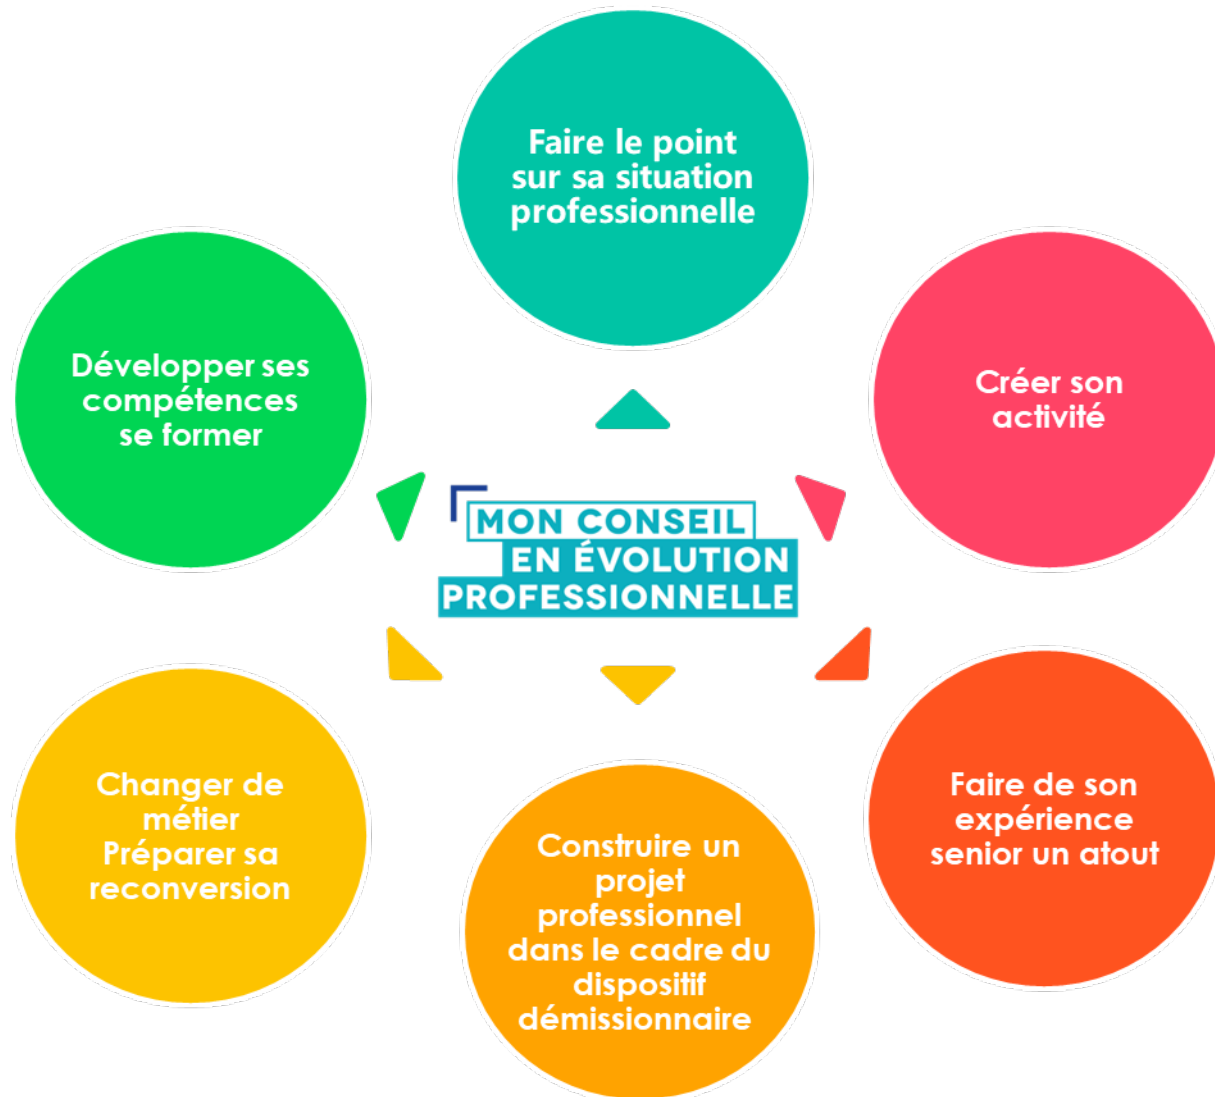 Faire le point
sur sa situation
professionnelle
Créer son
activité
Faire de son
expérience
senior un atout
Construire un
projet
professionnel
dans le cadre du
dispositif
démissionnaire
Changer de
métier
Préparer sa
reconversion
Développer ses
compétences
se former
MON CONSEIL
EN ÉVOLUTION
PROFESSIONNELLE